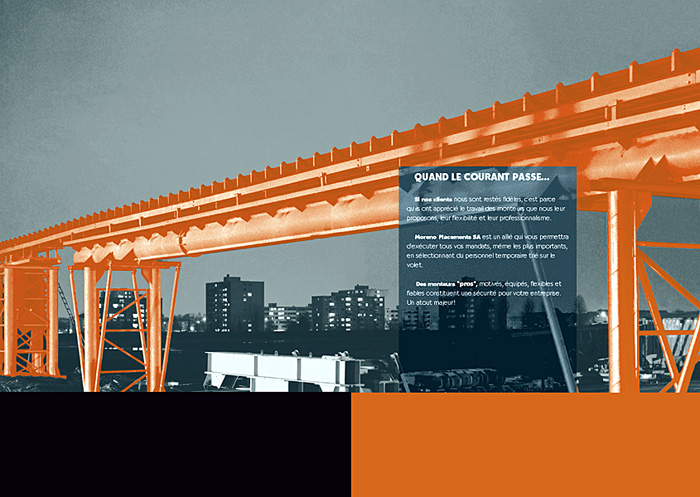 QUAND LE COURANT PASSE...
Si nos clients nous sont restés fidèles, c'est parce
qu'ils ont apprécié le travail des monteurs que nous leur
proposons, leur flexibilité et leur professionnalisme.
Moreno Placements SA est un allié qui vous permettra
d'exécuter tous vos mandats, même les plus importants,
en sélectionnant du personnel temporaire trié sur le
volet.
Des monteurs "pros", motivés, équipés, flexibles et
fiables constituent une sécurité pour votre entreprise.
Un atout majeur!